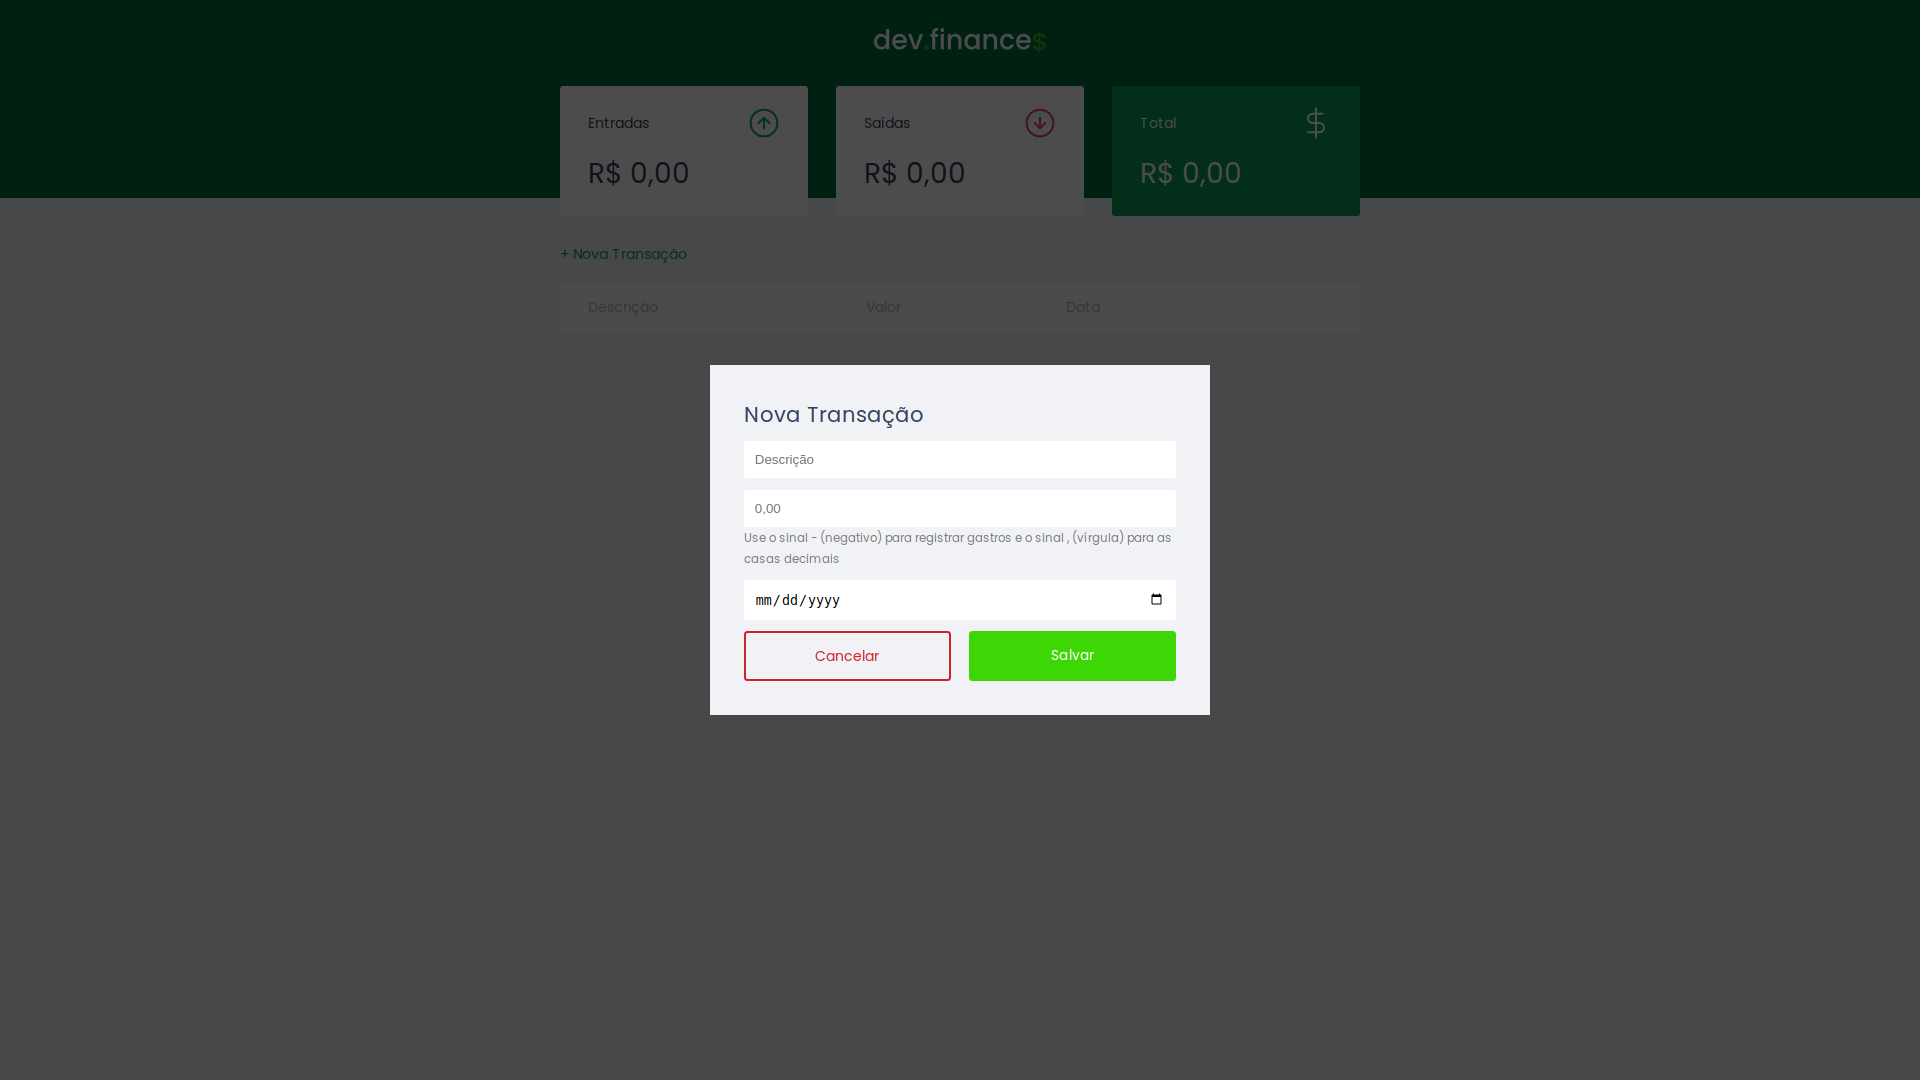 dev.finance$
Entradas
R$ 0,00
Saídas
R$ 0,00
Total
R$ 0,00
+ Nova Transação
Descrição Valor Data
Nova Transação
Descrição
0,00
Use o sinal - (negativo) para registrar gastros e o sinal , (vírgula) para as
casas decimais
mm/dd/yyyy
Cancelar Salvar